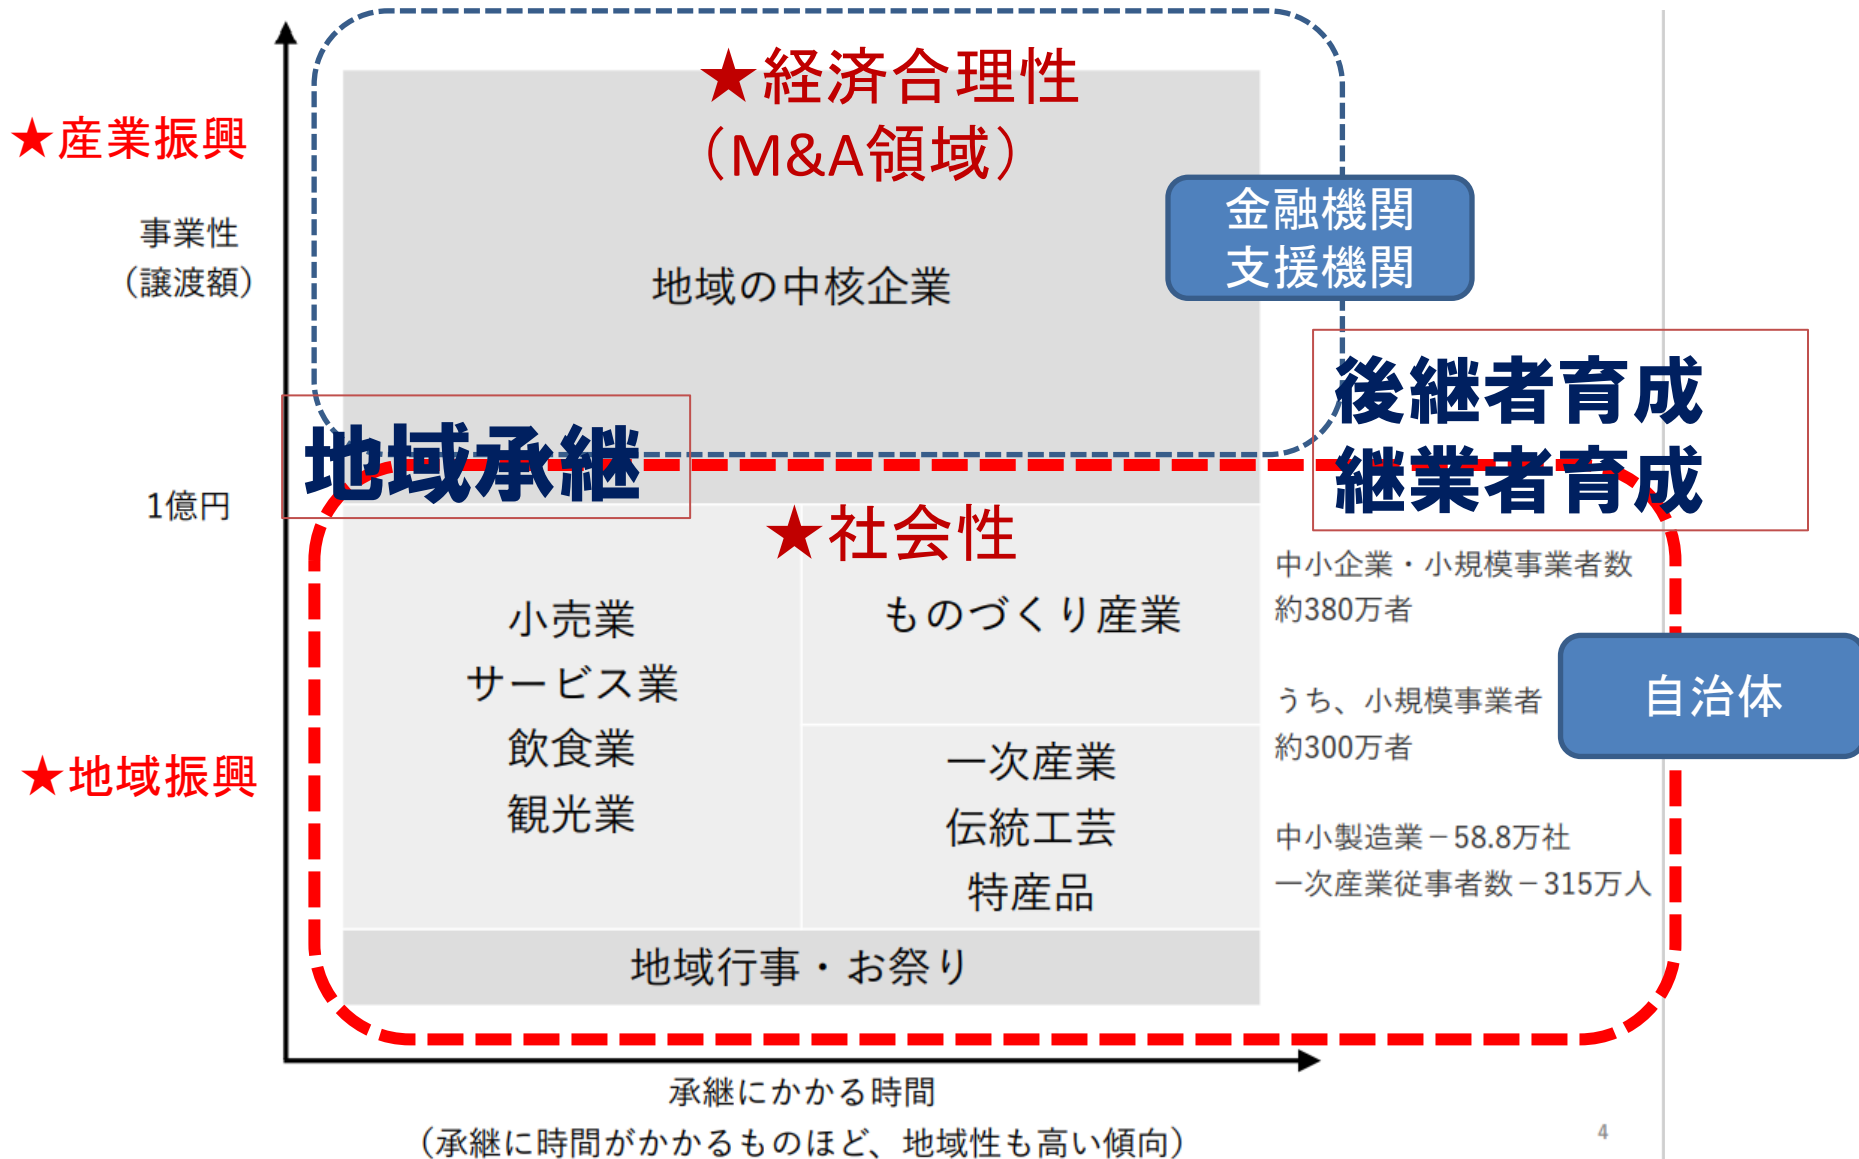 ★経済合理性
（M&A領域）
★産業振興
事業性
（譲渡額）
金融機関
支援機関
地域の中核企業
後継者育成
継業者育成
地域承継
1億円
★社会性
小売業
サービス業
飲食業
観光業
ものづくり産業
一次産業
伝統工芸
特産品
中小企業・小規模事業者数
約380万者
うち、小規模事業者
約300万者
自治体
★地域振興
中小製造業－58.8万社
一次産業従事者数－315万人
地域行事・お祭り
承継にかかる時間
（承継に時間がかかるものほど、地域性も高い傾向）
4